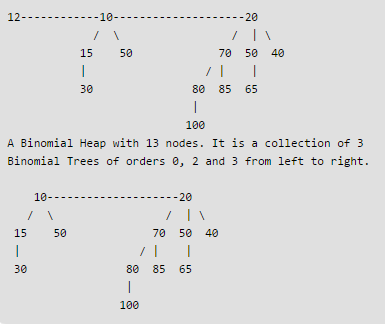 12------------10--------------------20
/ \ / | \
15 50 70 50 40
| / | |
30 80 85 65
|
100
A Binomial Heap with 13 nodes. It is a collection of 3
Binomial Trees of orders 0, 2 and 3 from left to right.
10--------------------20
/ \ / | \
15 50 70 50 40
| / | |
30 80 85 65
|
100